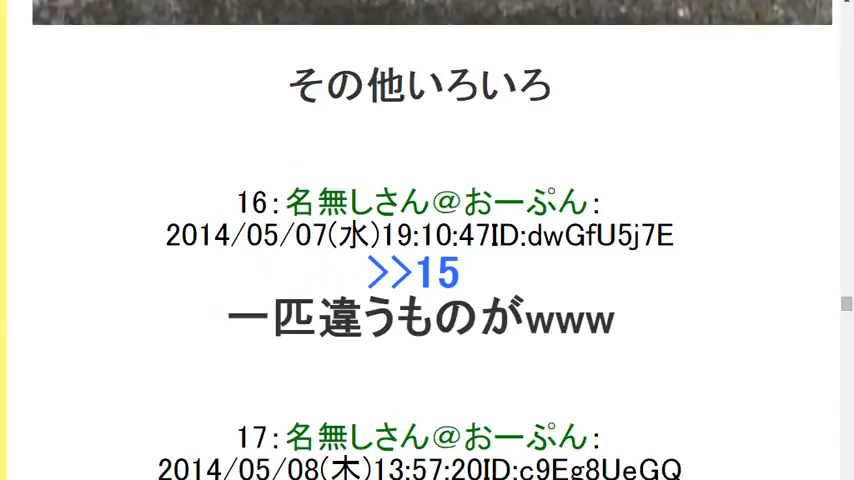 その他いろいろ
16：名無しさん＠おーぷん：
2014/05/07(水)19:10:47ID:dwGfU5j7E
>>15
一匹違うものがwww
17：名無しさん＠おーぷん：
2014/05/08(木)13:57:20ID:c9Eg8UeGQ